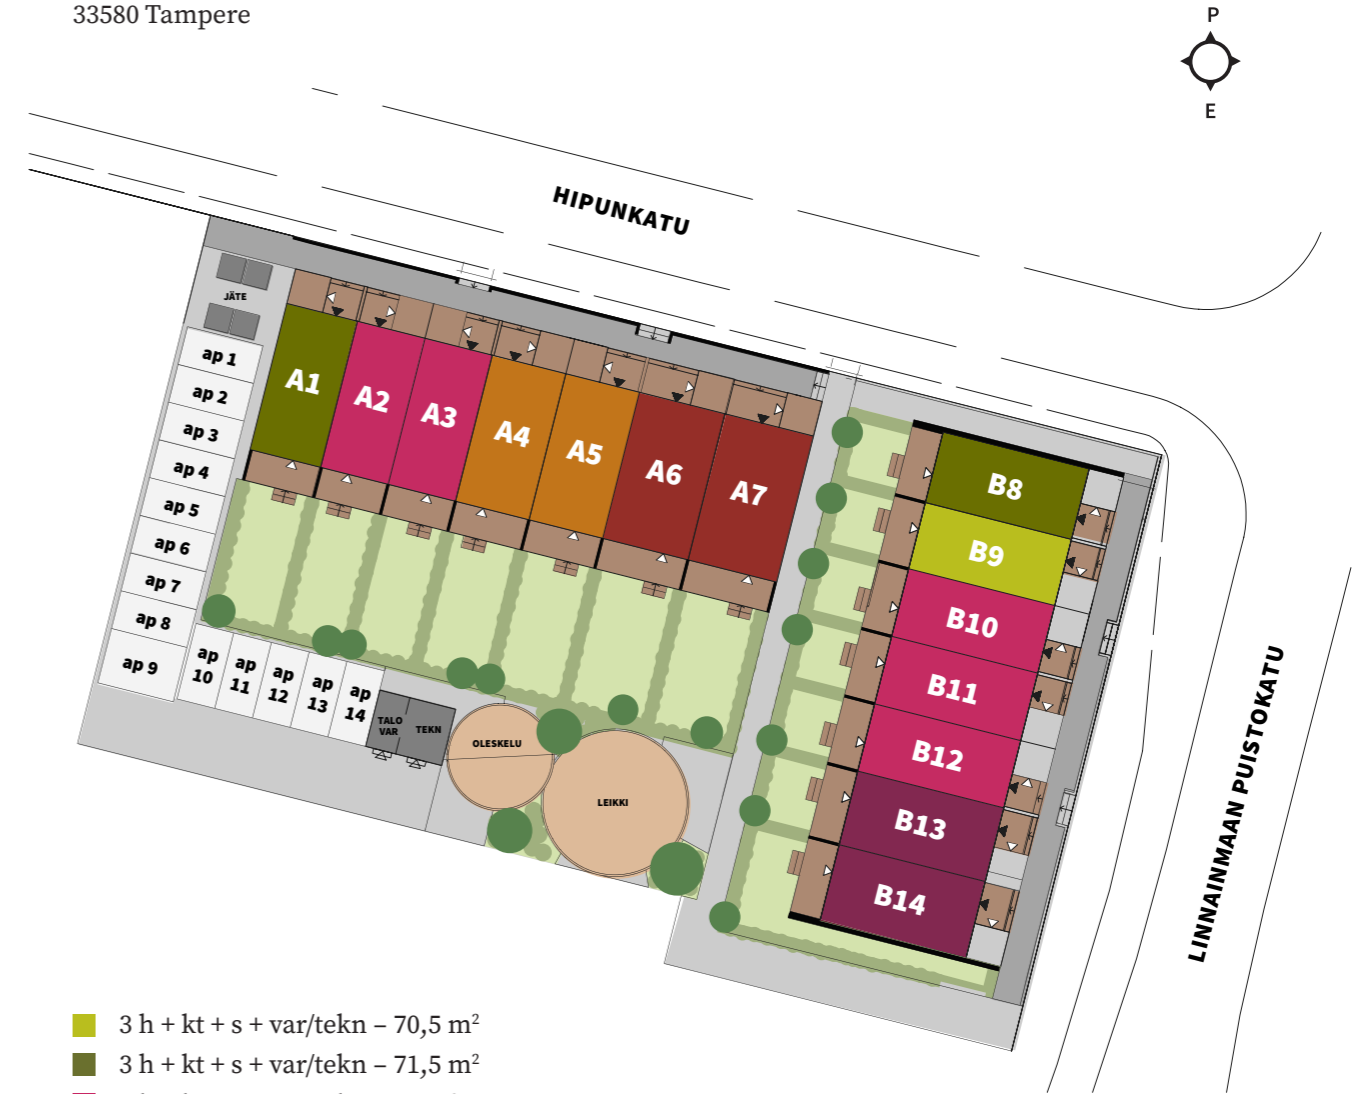 33580 Tampere
P
E
HIPUNKATU
LINNAINMAAN PUISTOKATU
JÄTE
ap 1
ap 2
ap 3
ap 4
ap 5
ap 6
ap 7
ap 8
ap 9
ap
10
ap
11
ap
12
ap
13
ap
14
TALO
VAR
TEKN
OLESKELU
LEIKKI
A1
A2
A3
A4
A5
A6
A7
B8
B9
B10
B11
B12
B13
B14
3 h + kt + s + var/tekn – 70,5 m²
3 h + kt + s + var/tekn – 71,5 m²